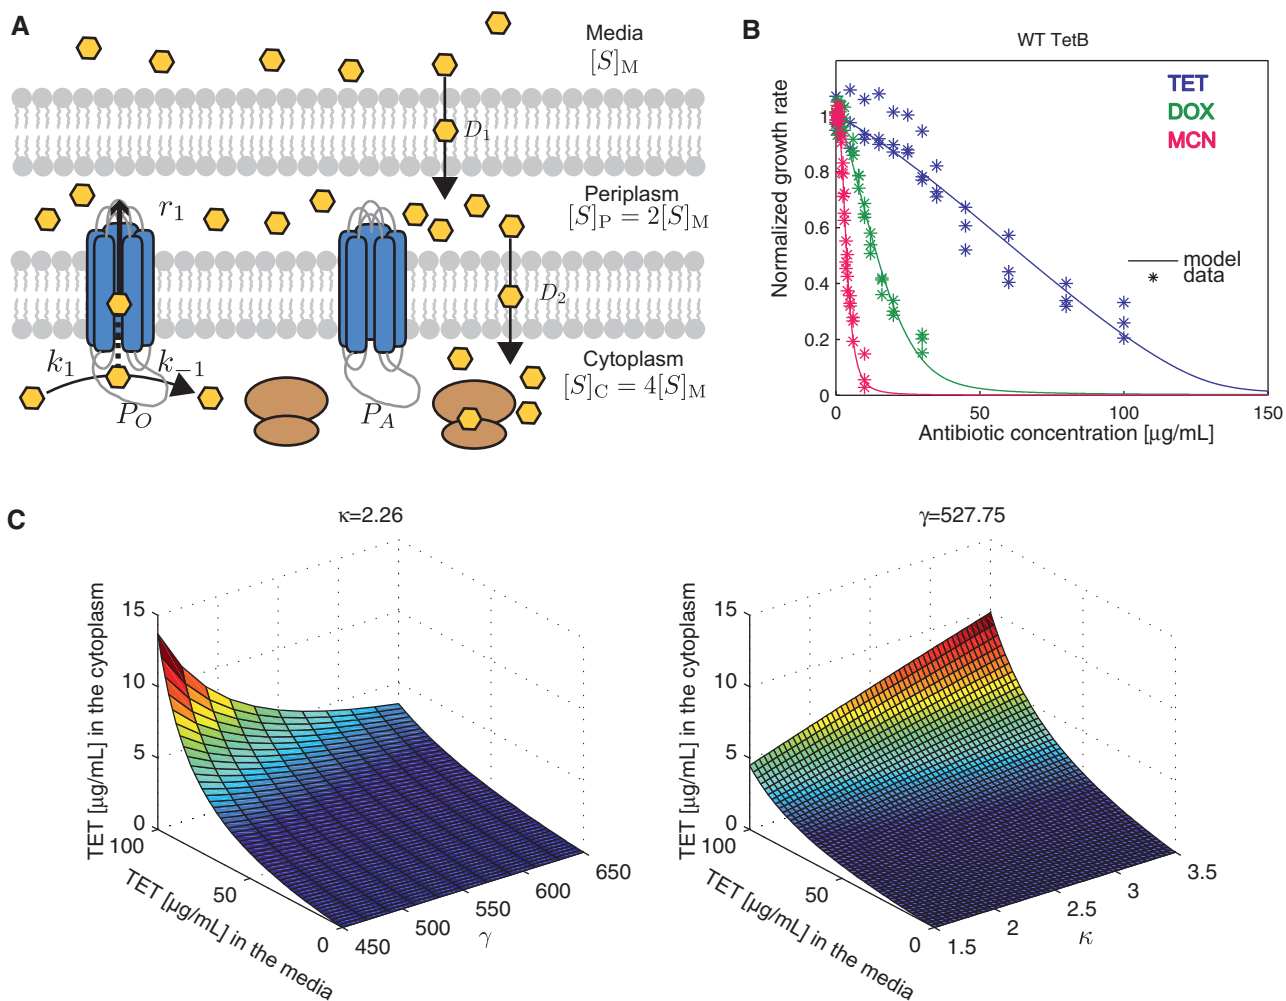 A
Media
[S]M
D1
Periplasm
[S]P = 2[S]M
r1
D2
Cytoplasm
[S]C = 4[S]M
k1
k−1
PO
PA
B
WT TetB
TET
DOX
MCN
model
data
Normalized growth rate
1
0.8
0.6
0.4
0.2
0
0 50 100 150
Antibiotic concentration [µg/mL]
C
κ=2.26
TET [µg/mL] in the cytoplasm
15
10
5
0
100
50
0
TET [µg/mL] in the media
450
500
550
600
650
γ
γ=527.75
TET [µg/mL] in the cytoplasm
15
10
5
0
100
50
0
TET [µg/mL] in the media
1.5
2
2.5
3
3.5
κ